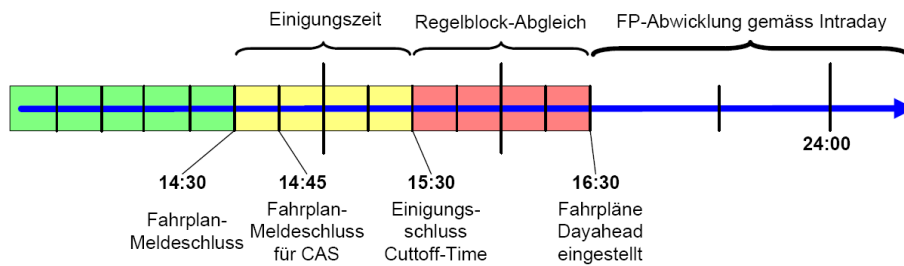 Einigungszeit
Regelblock-Abgleich
FP-Abwicklung gemäss Intraday
14:30
Fahrplan-
Meldeschluss
14:45
Fahrplan-
Meldeschluss
für CAS
15:30
Einigungs-
schluss
Cuttoff-Time
16:30
Fahrpläne
Dayahead
eingestellt
24:00